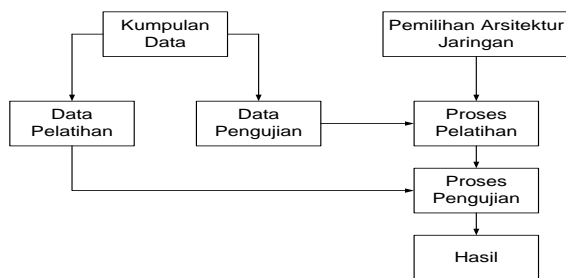 Kumpulan
Data
Pemilihan Arsitektur
Jaringan
Data
Pelatihan
Data
Pengujian
Proses
Pelatihan
Proses
Pengujian
Hasil